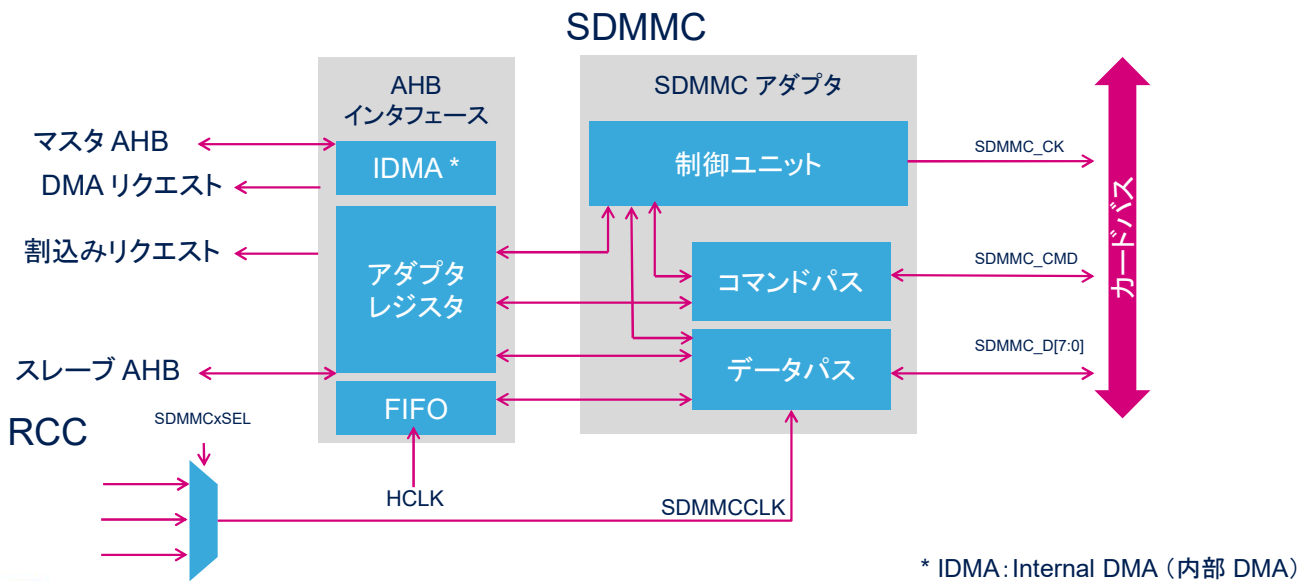 SDMMC
AHB
インタフェース
SDMMC アダプタ
マスタ AHB
DMA リクエスト
割込みリクエスト
スレーブ AHB
IDMA *
アダプタ
レジスタ
FIFO
制御ユニット
コマンドパス
データパス
SDMMC_CK
SDMMC_CMD
SDMMC_D[7:0]
カードバス
RCC
SDMMCxSEL
HCLK
SDMMCCLK
* IDMA：Internal DMA（内部 DMA）